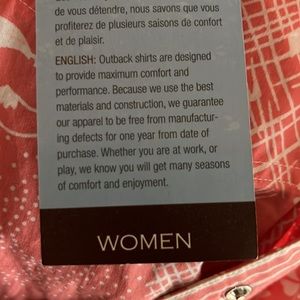 de vous détendre, nous savons que vous
profiterez de plusieurs saisons de confort
et de plaisir.
ENGLISH: Outback shirts are designed
to provide maximum comfort and
performance. Because we use the best
materials and construction, we guarantee
our apparel to be free from manufactur-
ing defects for one year from date of
purchase. Whether you are at work, or
play, we know you will get many seasons
of comfort and enjoyment.
WOMEN